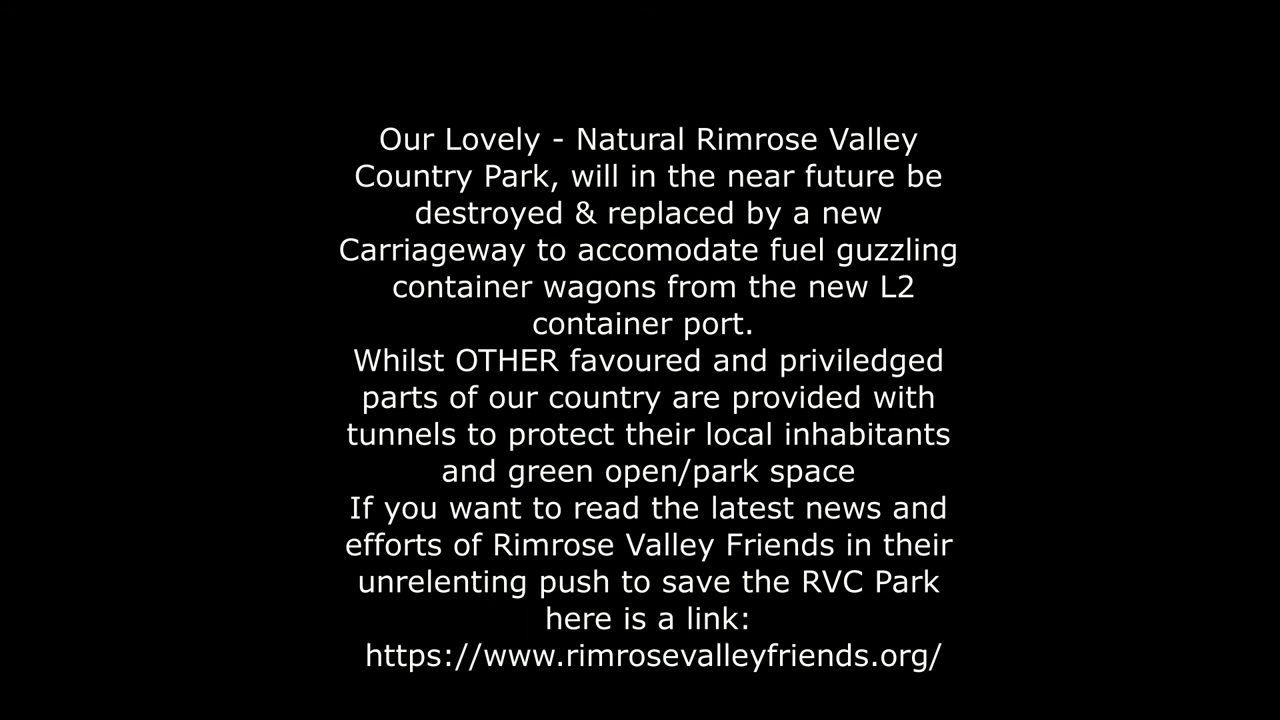 Our Lovely - Natural Rimrose Valley
Country Park, will in the near future be
destroyed & replaced by a new
Carriageway to accomodate fuel guzzling
container wagons from the new L2
container port.
Whilst OTHER favoured and priviledged
parts of our country are provided with
tunnels to protect their local inhabitants
and green open/park space
If you want to read the latest news and
efforts of Rimrose Valley Friends in their
unrelenting push to save the RVC Park
here is a link:
https://www.rimrosevalleyfriends.org/